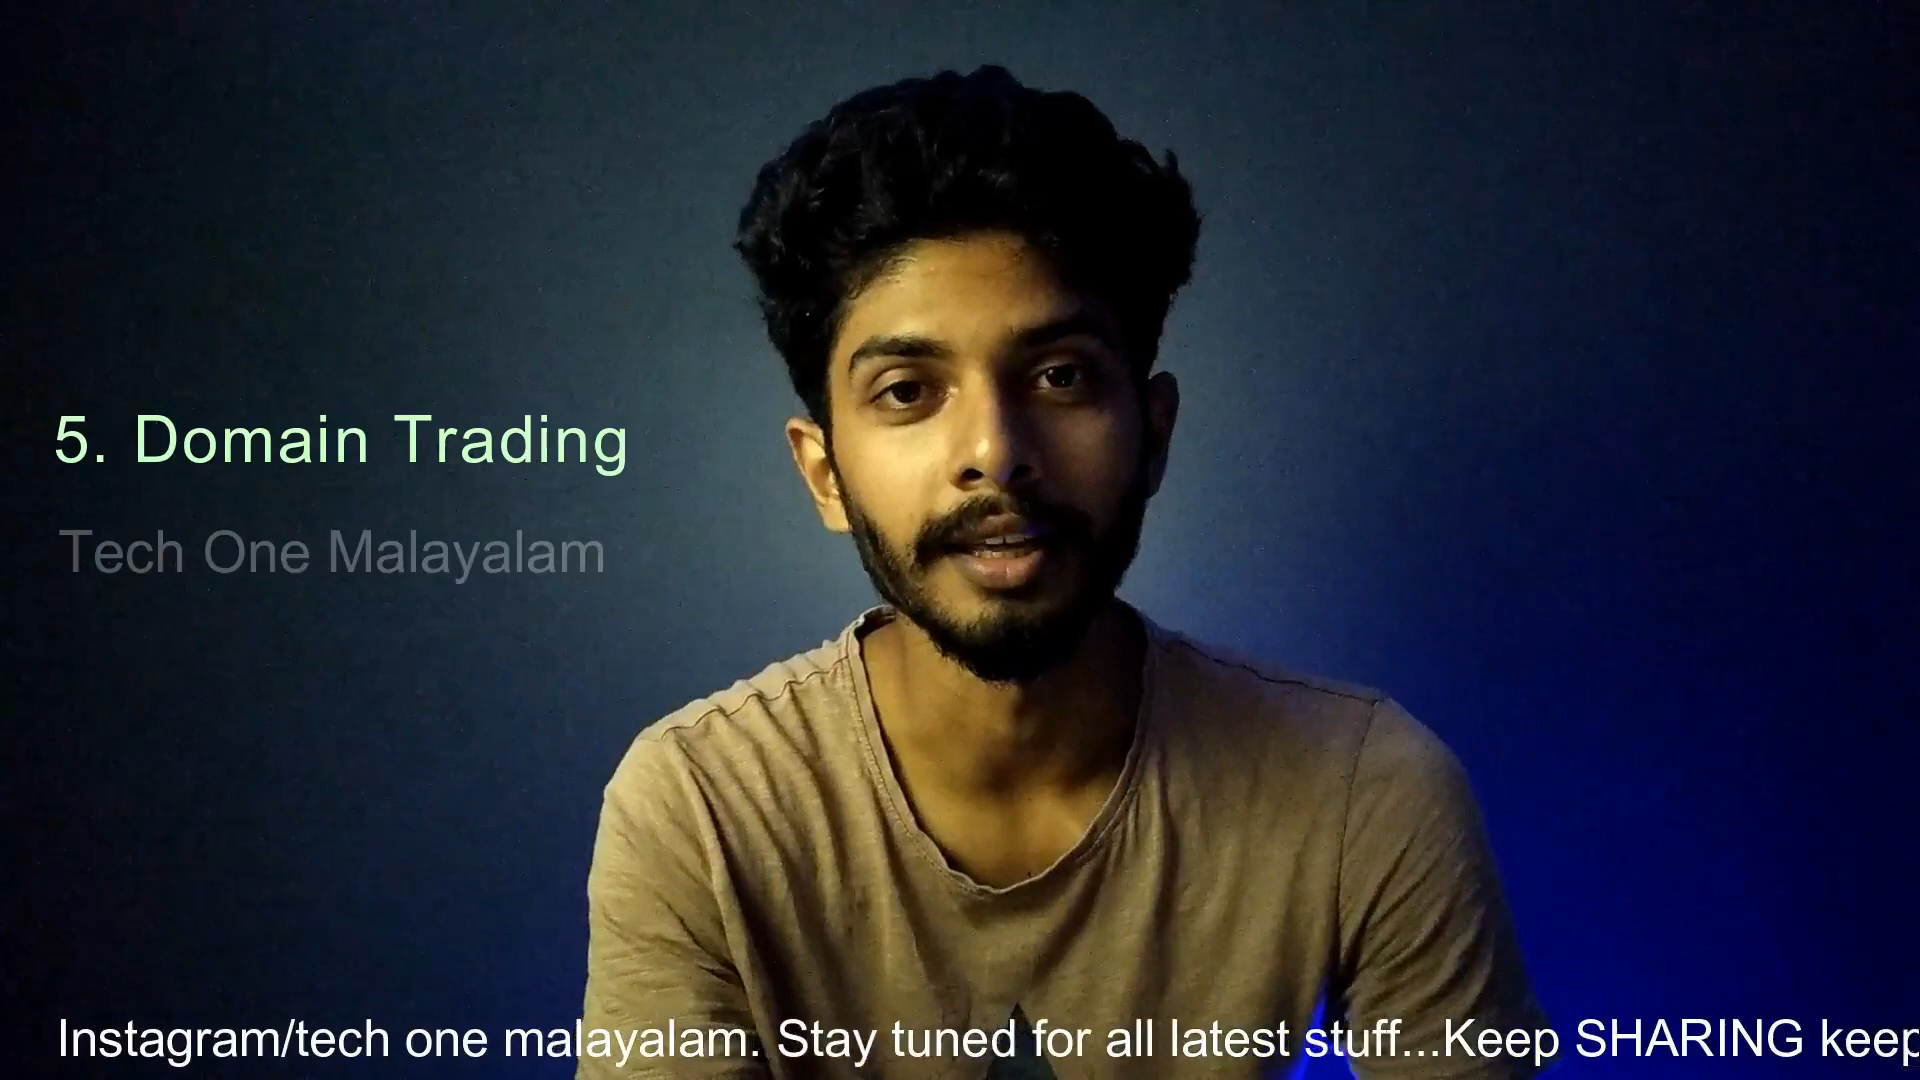 5. Domain Trading
Tech One Malayalam
Instagram/tech one malayalam. Stay tuned for all latest stuff...Keep SHARING keep